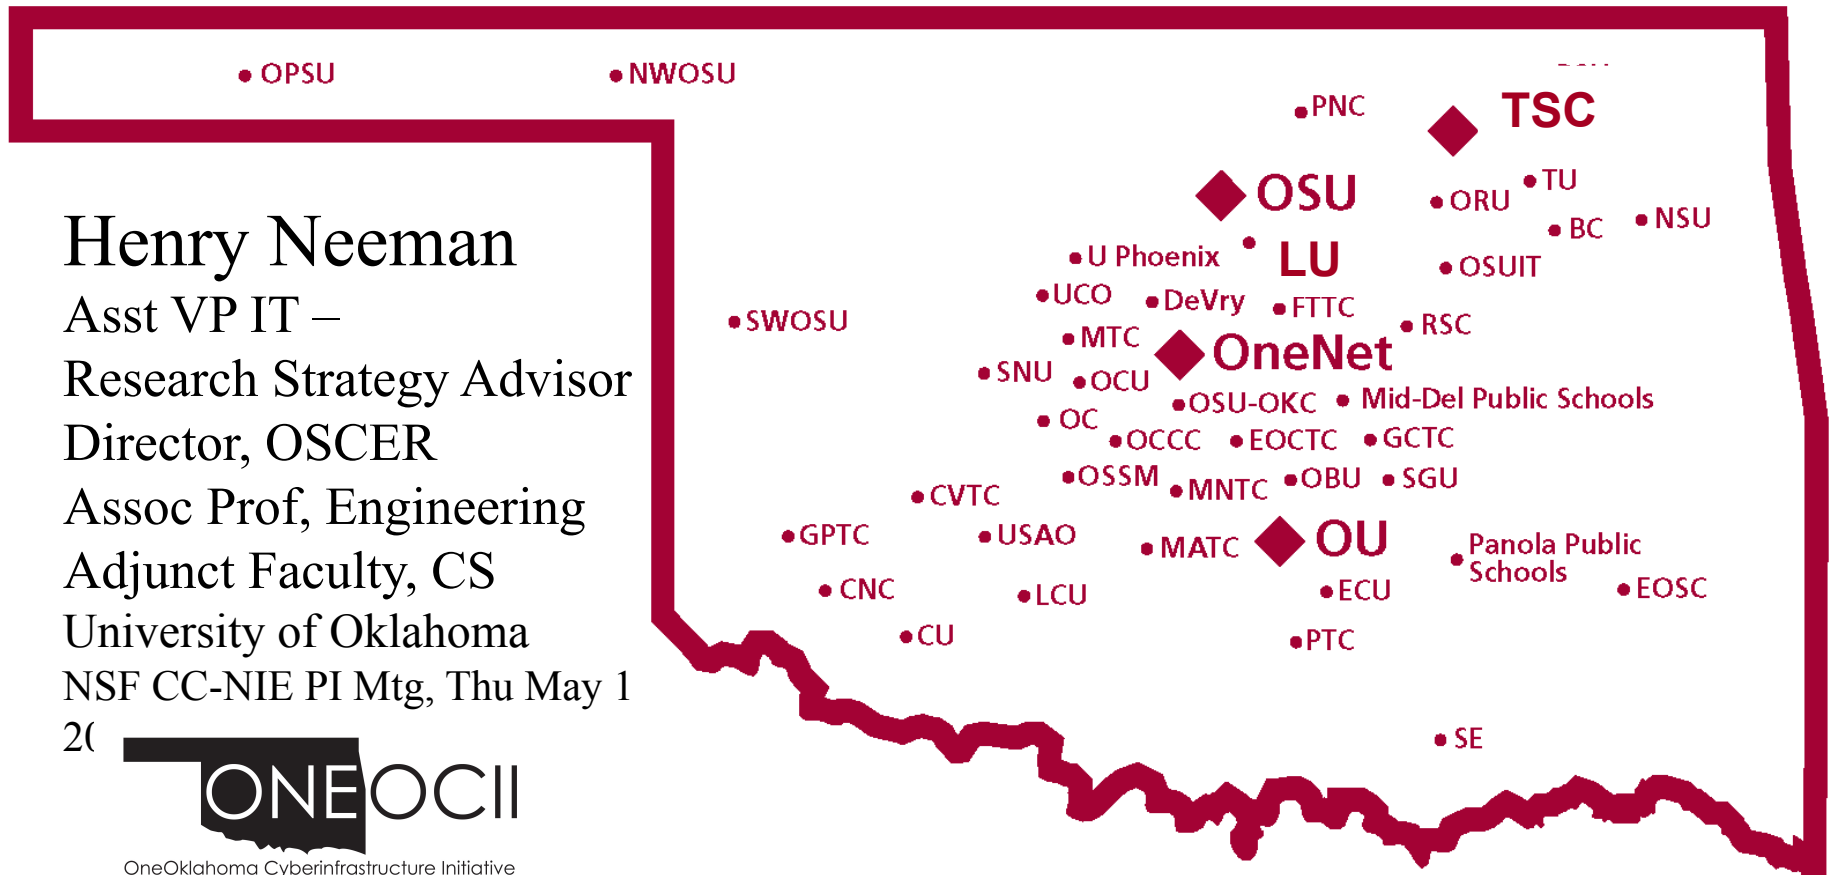 OPSU
NWOSU
PNC
TSC
OSU
TU
ORU
NSU
BC
U Phoenix
LU
OSUIT
UCO
DeVry
FTTC
SWOSU
RSC
MTC
OneNet
SNU
OCU
OSU-OKC
Mid-Del Public Schools
OC
OCCC
EOCTC
GCTC
OSSM
MNTC
OBU
SGU
CVTC
GPTC
USAO
MATC
OU
Panola Public
Schools
CNC
LCU
ECU
EOSC
CU
PTC
SE
Henry Neeman
Asst VP IT –
Research Strategy Advisor
Director, OSCER
Assoc Prof, Engineering
Adjunct Faculty, CS
University of Oklahoma
NSF CC-NIE PI Mtg, Thu May 1
ONEOCII
OneOklahoma Cyberinfrastructure Initiative